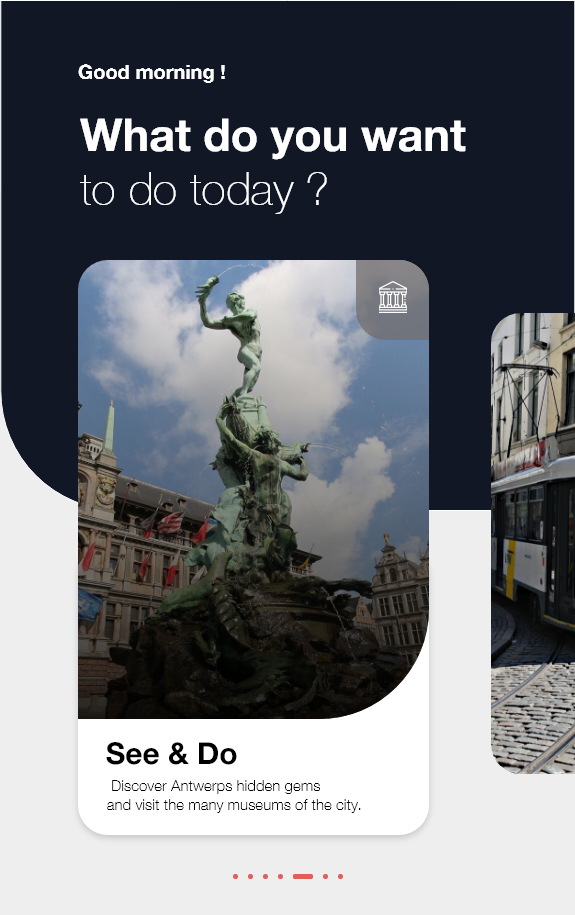 Good morning !
What do you want
to do today ?
See & Do
Discover Antwerps hidden gems
and visit the many museums of the city.